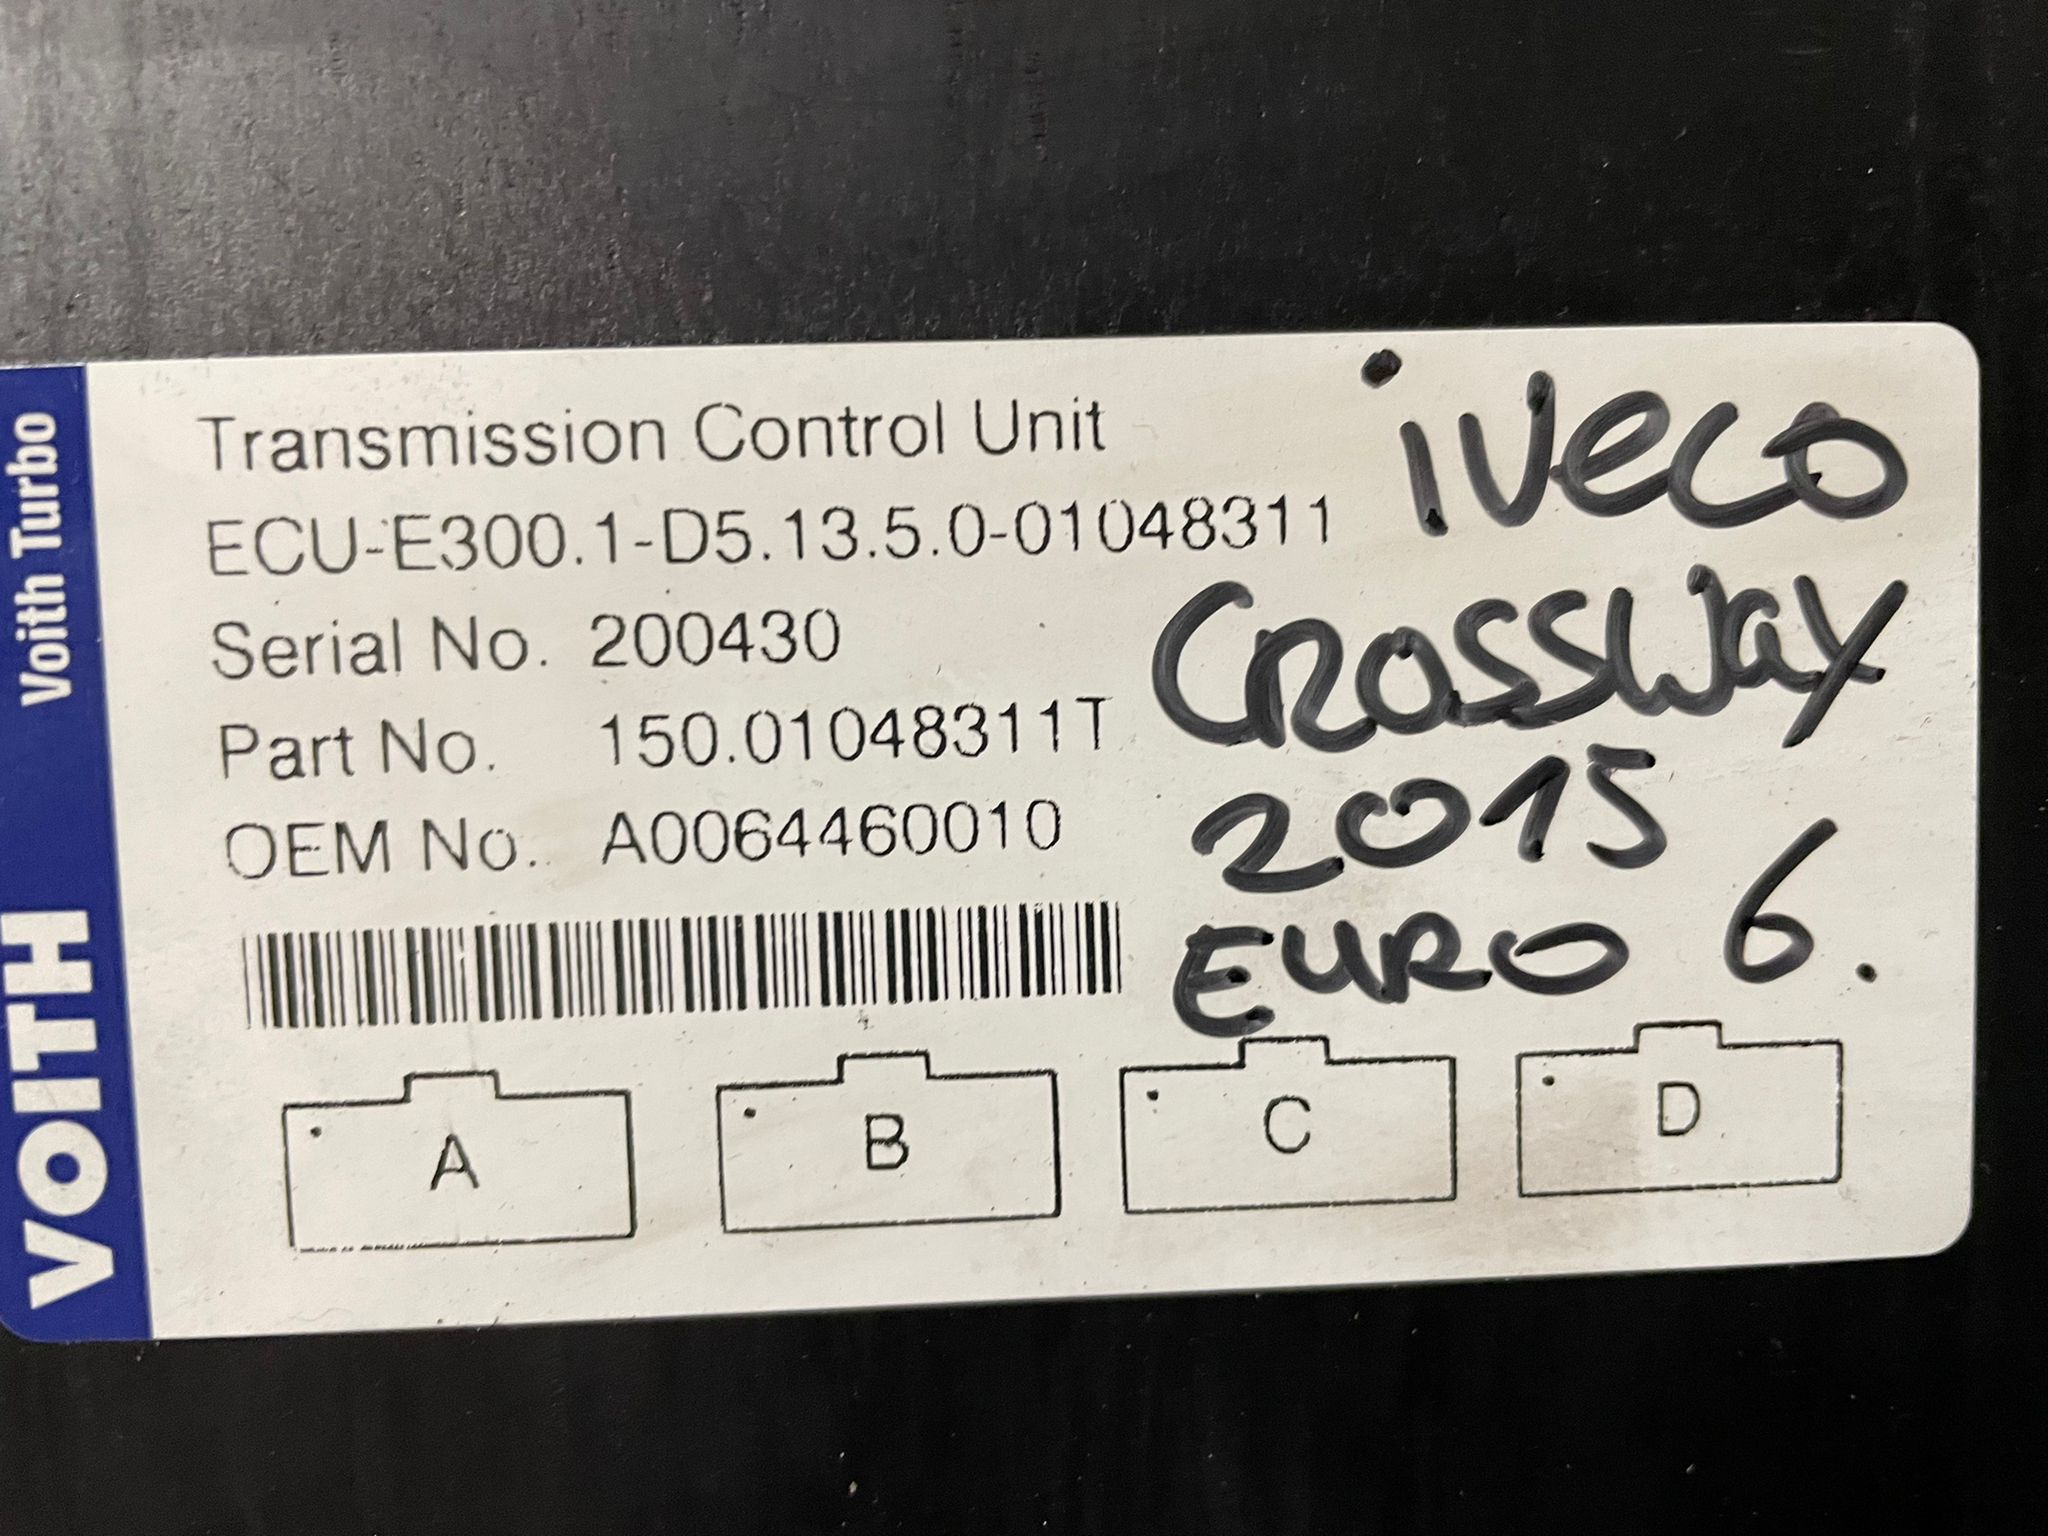 Voith Turbo
VOITH
Transmission Control Unit
ECU-E300.1-D5.13.5.0-01048311
Serial No. 200430
Part No. 150.01048311T
OEM No. A0064460010
iveco
CROSSWAY
2015
EURO 6.
A B C D